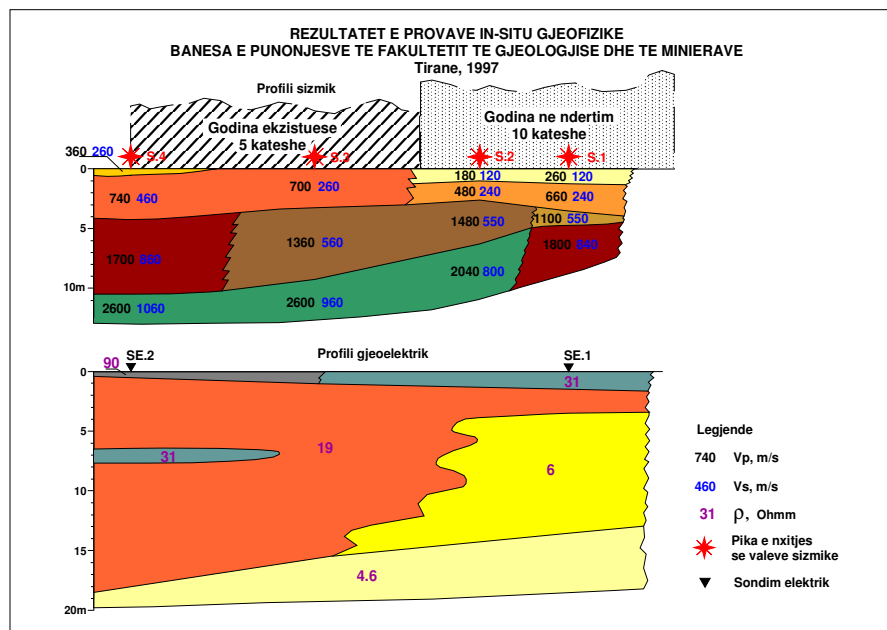 REZULTATET E PROVAVE IN-SITU GJEOFIZIKE
BANESA E PUNONJESVE TE FAKULTETIT TE GJEOLOGJISE DHE TE MINIERAVE
Tirane, 1997
Profili sizmik
Godina ekzistuese
5 kateshe
Godina ne ndertim
10 kateshe
360 260
S.4
S.3
S.2
S.1
0
180 120
260 120
740 460
700 260
480 240
660 240
5
1480 550
1100 550
1360 560
1700 860
1800 840
2040 800
10m
2600 1060
2600 960
90
SE.2
Profili gjeoelektrik
SE.1
0
31
5
31
19
6
10
15
4.6
20m
Legjende
740 Vp, m/s
460 Vs, m/s
31 ρ, Ohmm
Pika e nxitjes
se valeve sizmike
Sondim elektrik